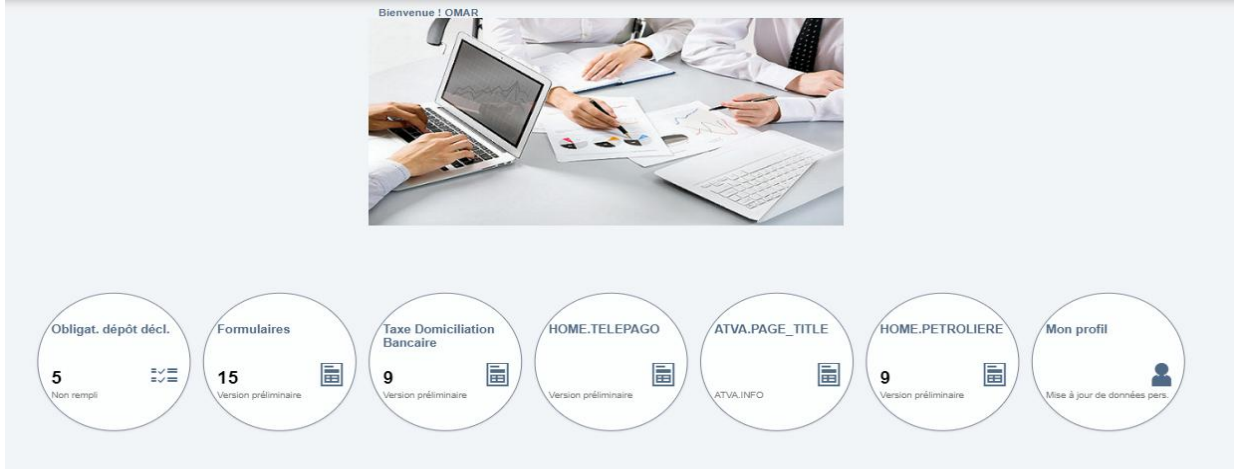 Bienvenue ! OMAR
Obligat. dépôt décl.
5
Non rempli
Formulaires
15
Version préliminaire
Taxe Domiciliation
Bancaire
9
Version préliminaire
HOME.TELEPAGO
Version préliminaire
ATVA.PAGE_TITLE
ATVA.INFO
HOME.PETROLIERE
9
Version préliminaire
Mon profil
Mise à jour de données pers.